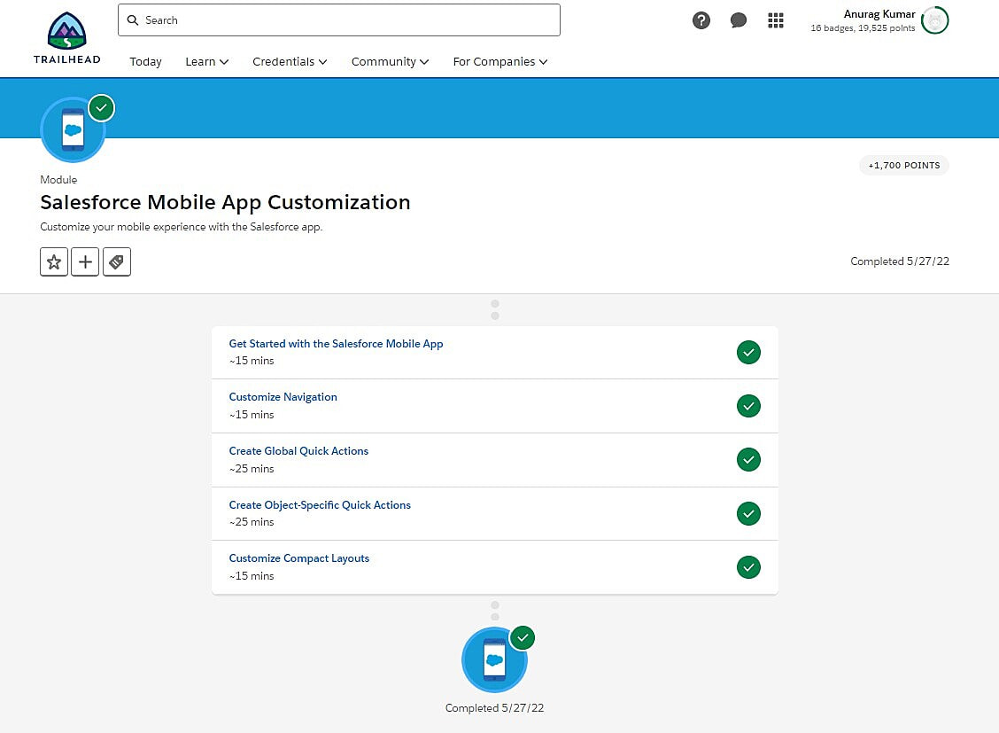 Search
Anurag Kumar
16 badges, 19,525 points
TRAILHEAD
Today Learn Credentials Community For Companies
+1,700 POINTS
Module
Salesforce Mobile App Customization
Customize your mobile experience with the Salesforce app.
Completed 5/27/22
Get Started with the Salesforce Mobile App
~15 mins
Customize Navigation
~15 mins
Create Global Quick Actions
~25 mins
Create Object-Specific Quick Actions
~25 mins
Customize Compact Layouts
~15 mins
Completed 5/27/22